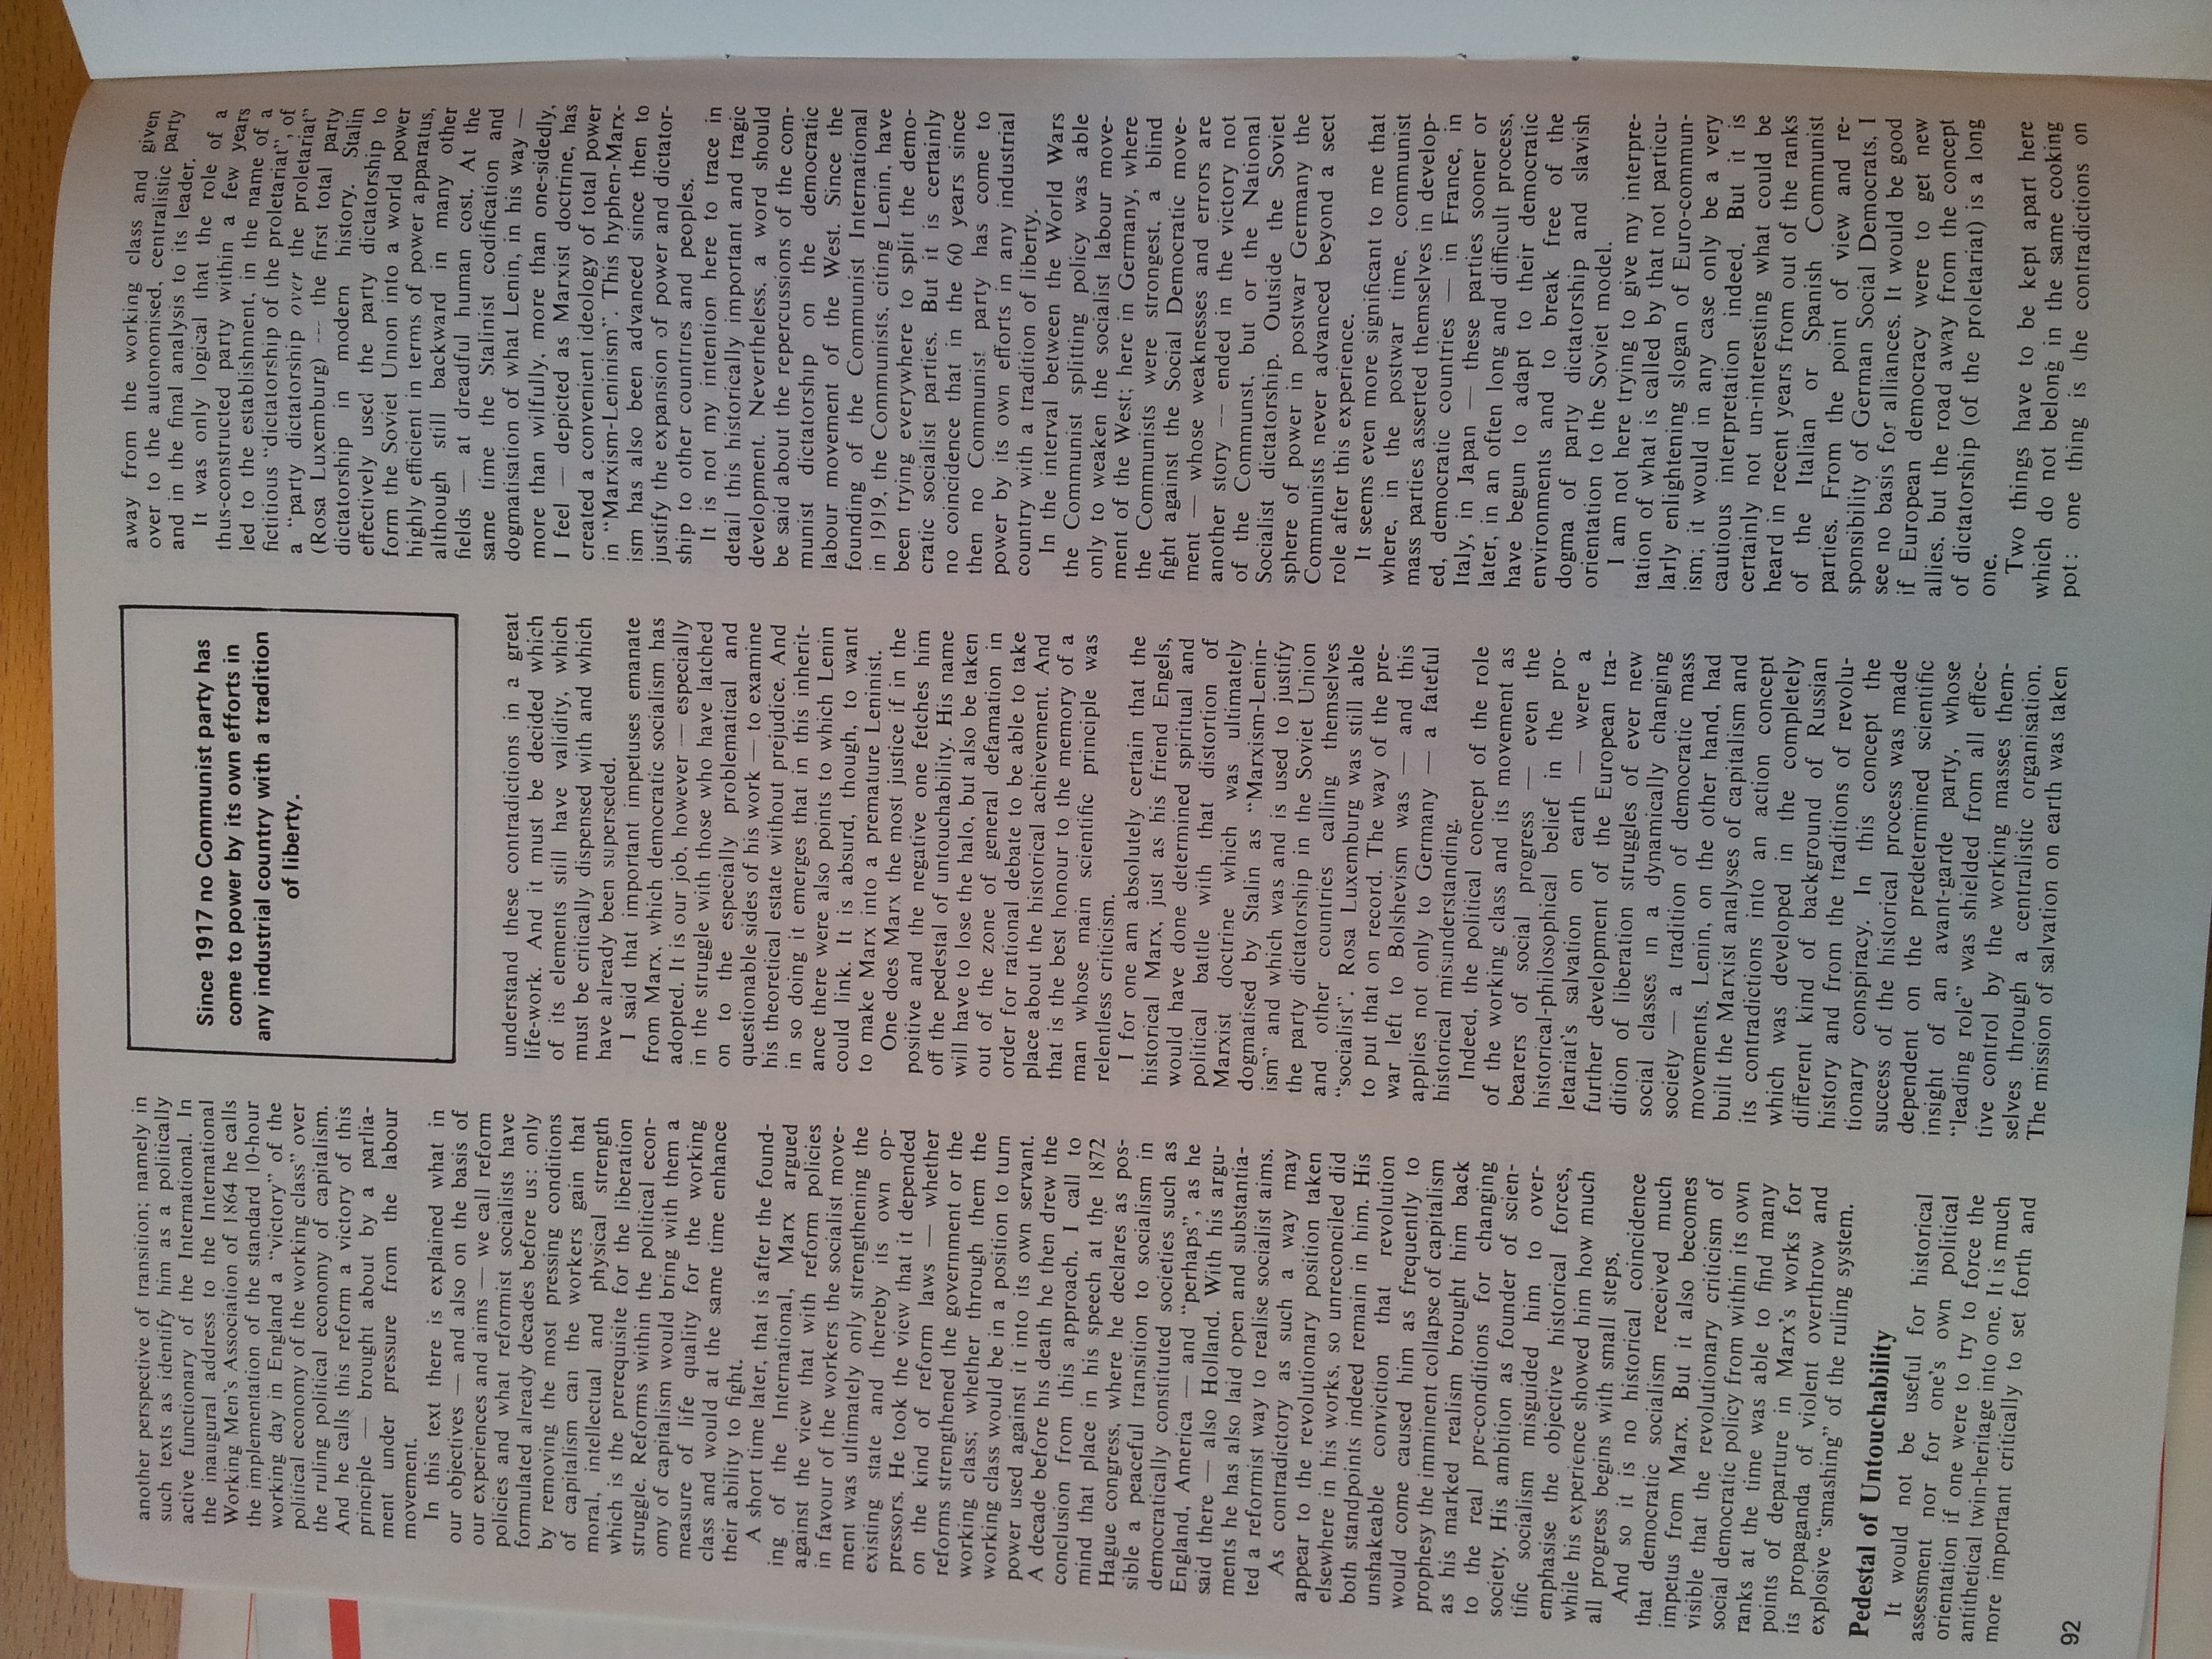 another perspective of transition; namely in
such texts as identify him as a politically
active functionary of the International. In
the inaugural address to the International
Working Men's Association of 1864 he calls
the implementation of the standard 10-hour
working day in England a “victory” of the
political economy of the working class” over
the ruling political economy of capitalism.
And he calls this reform a victory of this
principle — brought about by a parlia-
ment under pressure from the labour
movement.
In this text there is explained what in
our objectives — and also on the basis of
our experiences and aims — we call reform
policies and what reformist socialists have
formulated already decades before us: only
by removing the most pressing conditions
of capitalism can the workers gain that
moral, intellectual and physical strength
which is the prerequisite for the liberation
struggle. Reforms within the political econ-
omy of capitalism would bring with them a
measure of life quality for the working
class and would at the same time enhance
their ability to fight.
A short time later, that is after the found-
ing of the International, Marx argued
against the view that with reform policies
in favour of the workers the socialist move-
ment was ultimately only strengthening the
existing state and thereby its own op-
pressors. He took the view that it depended
on the kind of reform laws — whether
reforms strengthened the government or the
working class; whether through them the
working class would be in a position to turn
power used against it into its own servant.
A decade before his death he then drew the
conclusion from this approach. I call to
mind that place in his speech at the 1872
Hague congress, where he declares as pos-
sible a peaceful transition to socialism in
democratically constituted societies such as
England, America — and “perhaps”, as he
said there — also Holland. With his argu-
ments he has also laid open and substantia-
ted a reformist way to realise socialist aims.
As contradictory as such a way may
appear to the revolutionary position taken
elsewhere in his works, so unreconciled did
both standpoints indeed remain in him. His
unshakeable conviction that revolution
would come caused him as frequently to
prophesy the imminent collapse of capitalism
as his marked realism brought him back
to the real pre-conditions for changing
society. His ambition as founder of scien-
tific socialism misguided him to over-
emphasise the objective historical forces,
while his experience showed him how much
all progress begins with small steps.
And so it is no historical coincidence
that democratic socialism received much
impetus from Marx. But it also becomes
visible that the revolutionary criticism of
social democratic policy from within its own
ranks at the time was able to find many
points of departure in Marx's works for
its propaganda of violent overthrow and
explosive “smashing” of the ruling system.
Pedestal of Untouchability
It would not be useful for historical
assessment nor for one's own political
orientation if one were to try to force the
antithetical twin-heritage into one. It is much
more important critically to set forth and
92
Since 1917 no Communist party has
come to power by its own efforts in
any industrial country with a tradition
of liberty.
understand these contradictions in a great
life-work. And it must be decided which
of its elements still have validity, which
must be critically dispensed with and which
have already been superseded.
I said that important impetuses emanate
from Marx, which democratic socialism has
adopted. It is our job, however — especially
in the struggle with those who have latched
on to the especially problematical and
questionable sides of his work — to examine
his theoretical estate without prejudice. And
in so doing it emerges that in this inherit-
ance there were also points to which Lenin
could link. It is absurd, though, to want
to make Marx into a premature Leninist.
One does Marx the most justice if in the
positive and the negative one fetches him
off the pedestal of untouchability. His name
will have to lose the halo, but also be taken
out of the zone of general defamation in
order for rational debate to be able to take
place about the historical achievement. And
that is the best honour to the memory of a
man whose main scientific principle was
relentless criticism.
I for one am absolutely certain that the
historical Marx, just as his friend Engels,
would have done determined spiritual and
political battle with that distortion of
Marxist doctrine which was ultimately
dogmatised by Stalin as “Marxism-Lenin-
ism” and which was and is used to justify
the party dictatorship in the Soviet Union
and other countries calling themselves
“socialist”. Rosa Luxemburg was still able
to put that on record. The way of the pre-
war left to Bolshevism was — and this
applies not only to Germany — a fateful
historical misunderstanding.
Indeed, the political concept of the role
of the working class and its movement as
bearers of social progress — even the
historical-philosophical belief in the pro-
letariat's salvation on earth — were a
further development of the European tra-
dition of liberation struggles of ever new
social classes in a dynamically changing
society — a tradition of democratic mass
movements. Lenin, on the other hand, had
built the Marxist analyses of capitalism and
its contradictions into an action concept
which was developed in the completely
different kind of background of Russian
history and from the traditions of revolu-
tionary conspiracy. In this concept the
success of the historical process was made
dependent on the predetermined scientific
insight of an avant-garde party, whose
“leading role” was shielded from all effec-
tive control by the working masses them-
selves through a centralistic organisation.
The mission of salvation on earth was taken
away from the working class and given
over to the autonomised, centralistic party
and in the final analysis to its leader.
It was only logical that the role of a
thus-constructed party within a few years
led to the establishment, in the name of a
fictitious “dictatorship of the proletariat”, of
a “party dictatorship over the proletariat”
(Rosa Luxemburg) -- the first total party
dictatorship in modern history. Stalin
effectively used the party dictatorship to
form the Soviet Union into a world power
highly efficient in terms of power apparatus,
although still backward in many other
fields — at dreadful human cost. At the
same time the Stalinist codification and
dogmatisation of what Lenin, in his way —
more than wilfully, more than one-sidedly,
I feel — depicted as Marxist doctrine, has
created a convenient ideology of total power
in “Marxism-Leninism”. This hyphen-Marx-
ism has also been advanced since then to
justify the expansion of power and dictator-
ship to other countries and peoples.
It is not my intention here to trace in
detail this historically important and tragic
development. Nevertheless, a word should
be said about the repercussions of the com-
munist dictatorship on the democratic
labour movement of the West. Since the
founding of the Communist International
in 1919, the Communists, citing Lenin, have
been trying everywhere to split the demo-
cratic socialist parties. But it is certainly
no coincidence that in the 60 years since
then no Communist party has come to
power by its own efforts in any industrial
country with a tradition of liberty.
In the interval between the World Wars
the Communist splitting policy was able
only to weaken the socialist labour move-
ment of the West; here in Germany, where
the Communists were strongest, a blind
fight against the Social Democratic move-
ment — whose weaknesses and errors are
another story -- ended in the victory not
of the Communst, but or the National
Socialist dictatorship. Outside the Soviet
sphere of power in postwar Germany the
Communists never advanced beyond a sect
role after this experience.
It seems even more significant to me that
where, in the postwar time, communist
mass parties asserted themselves in develop-
ed, democratic countries — in France, in
Italy, in Japan — these parties sooner or
later, in an often long and difficult process,
have begun to adapt to their democratic
environments and to break free of the
dogma of party dictatorship and slavish
orientation to the Soviet model.
I am not here trying to give my interpre-
tation of what is called by that not particu-
larly enlightening slogan of Euro-commun-
ism; it would in any case only be a very
cautious interpretation indeed. But it is
certainly not un-interesting what could be
heard in recent years from out of the ranks
of the Italian or Spanish Communist
parties. From the point of view and re-
sponsibility of German Social Democrats, I
see no basis for alliances. It would be good
if European democracy were to get new
allies, but the road away from the concept
of dictatorship (of the proletariat) is a long
one.
Two things have to be kept apart here
which do not belong in the same cooking
pot: one thing is the contradictions on